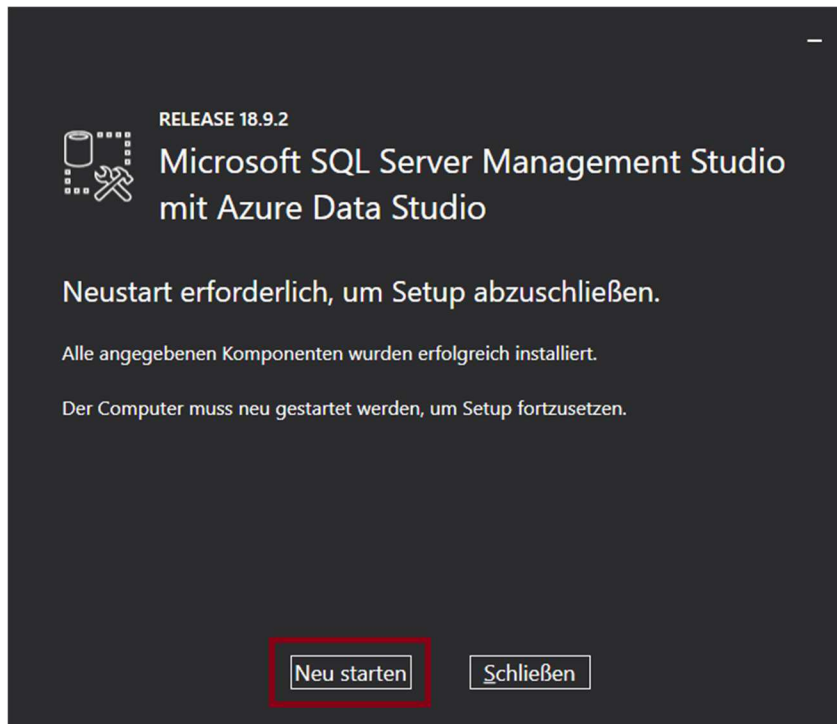 RELEASE 18.9.2
Microsoft SQL Server Management Studio
mit Azure Data Studio
Neustart erforderlich, um Setup abzuschließen.
Alle angegebenen Komponenten wurden erfolgreich installiert.
Der Computer muss neu gestartet werden, um Setup fortzusetzen.
Neu starten Schließen